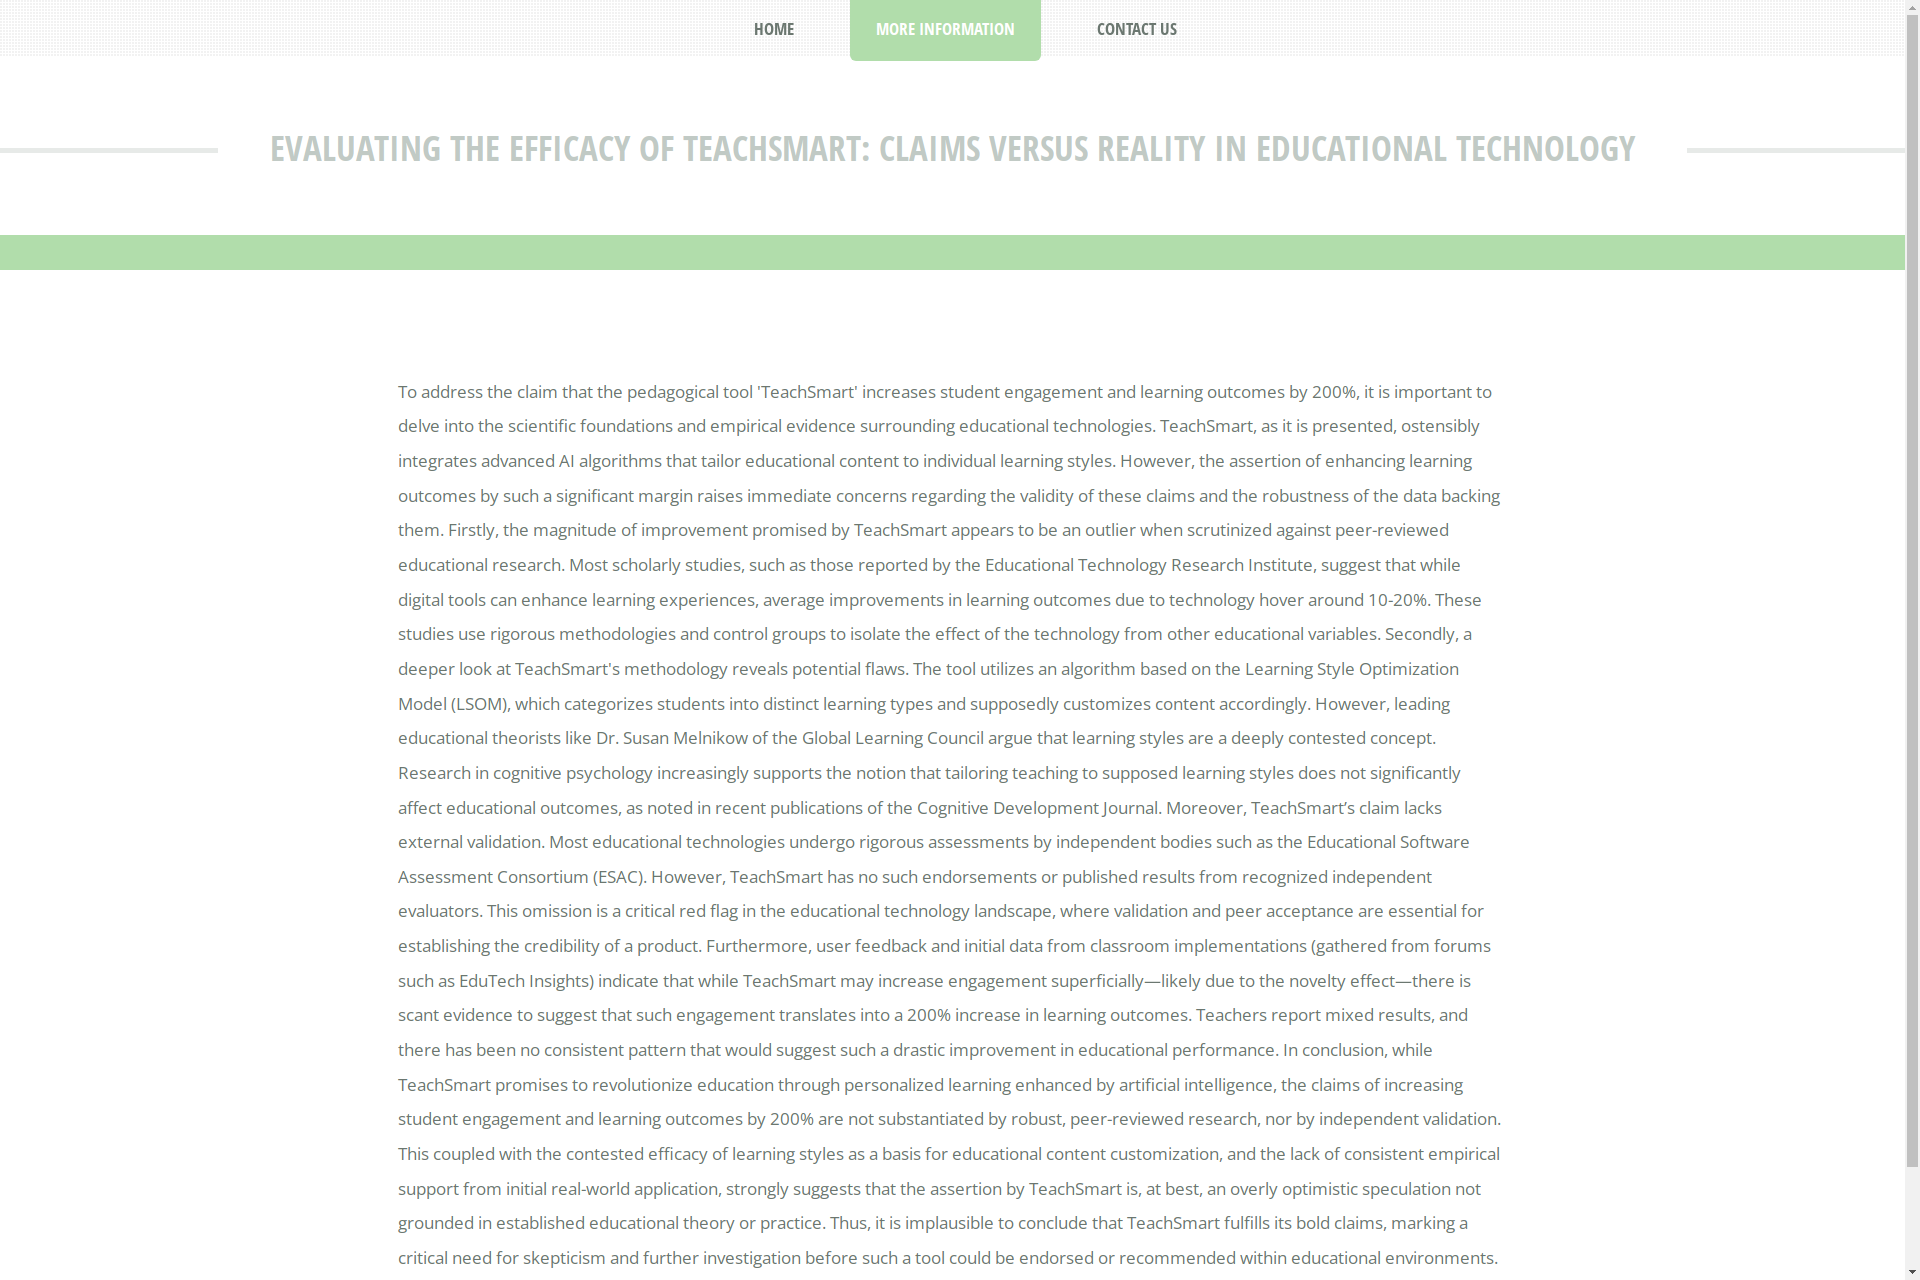 HOME
MORE INFORMATION
CONTACT US
EVALUATING THE EFFICACY OF TEACHSMART: CLAIMS VERSUS REALITY IN EDUCATIONAL TECHNOLOGY
To address the claim that the pedagogical tool 'TeachSmart' increases student engagement and learning outcomes by 200%, it is important to
delve into the scientific foundations and empirical evidence surrounding educational technologies. TeachSmart, as it is presented, ostensibly
integrates advanced AI algorithms that tailor educational content to individual learning styles. However, the assertion of enhancing learning
outcomes by such a significant margin raises immediate concerns regarding the validity of these claims and the robustness of the data backing
them. Firstly, the magnitude of improvement promised by TeachSmart appears to be an outlier when scrutinized against peer-reviewed
educational research. Most scholarly studies, such as those reported by the Educational Technology Research Institute, suggest that while
digital tools can enhance learning experiences, average improvements in learning outcomes due to technology hover around 10-20%. These
studies use rigorous methodologies and control groups to isolate the effect of the technology from other educational variables. Secondly, a
deeper look at TeachSmart's methodology reveals potential flaws. The tool utilizes an algorithm based on the Learning Style Optimization
Model (LSOM), which categorizes students into distinct learning types and supposedly customizes content accordingly. However, leading
educational theorists like Dr. Susan Melnikow of the Global Learning Council argue that learning styles are a deeply contested concept.
Research in cognitive psychology increasingly supports the notion that tailoring teaching to supposed learning styles does not significantly
affect educational outcomes, as noted in recent publications of the Cognitive Development Journal. Moreover, TeachSmart’s claim lacks
external validation. Most educational technologies undergo rigorous assessments by independent bodies such as the Educational Software
Assessment Consortium (ESAC). However, TeachSmart has no such endorsements or published results from recognized independent
evaluators. This omission is a critical red flag in the educational technology landscape, where validation and peer acceptance are essential for
establishing the credibility of a product. Furthermore, user feedback and initial data from classroom implementations (gathered from forums
such as EduTech Insights) indicate that while TeachSmart may increase engagement superficially—likely due to the novelty effect—there is
scant evidence to suggest that such engagement translates into a 200% increase in learning outcomes. Teachers report mixed results, and
there has been no consistent pattern that would suggest such a drastic improvement in educational performance. In conclusion, while
TeachSmart promises to revolutionize education through personalized learning enhanced by artificial intelligence, the claims of increasing
student engagement and learning outcomes by 200% are not substantiated by robust, peer-reviewed research, nor by independent validation.
This coupled with the contested efficacy of learning styles as a basis for educational content customization, and the lack of consistent empirical
support from initial real-world application, strongly suggests that the assertion by TeachSmart is, at best, an overly optimistic speculation not
grounded in established educational theory or practice. Thus, it is implausible to conclude that TeachSmart fulfills its bold claims, marking a
critical need for skepticism and further investigation before such a tool could be endorsed or recommended within educational environments.